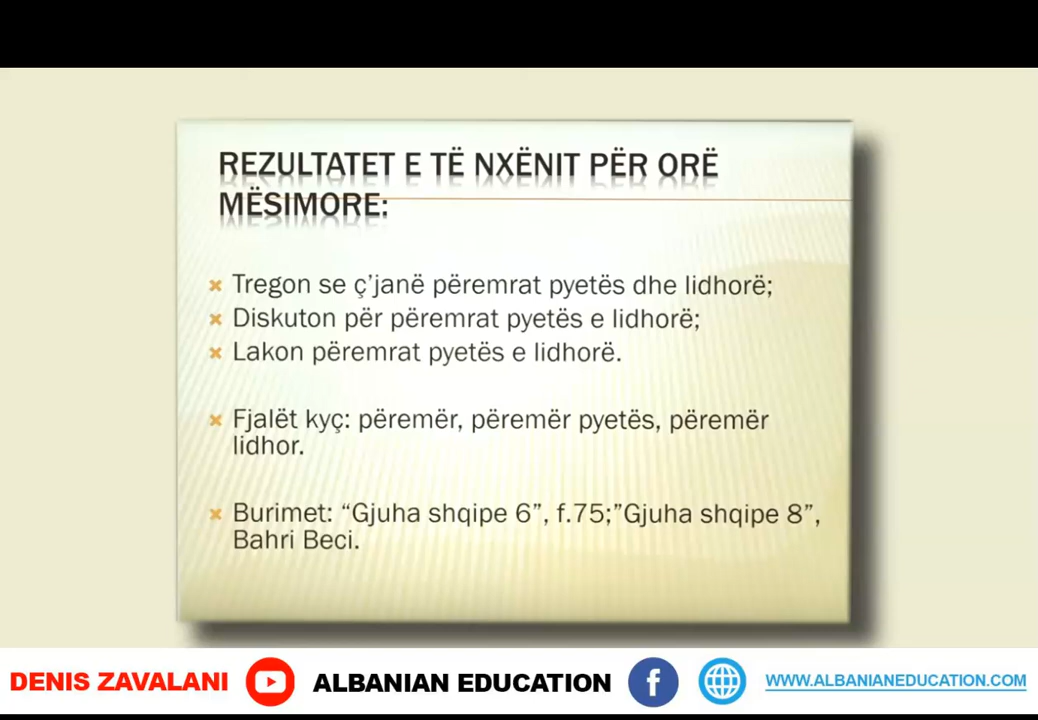 REZULTATET E TË NXËNIT PËR ORË
MËSIMORE:
Tregon se ç'janë përemrat pyetës dhe lidhorë;
Diskuton për përemrat pyetës e lidhorë;
Lakon përemrat pyetës e lidhorë.
Fjalët kyç: përemër, përemër pyetës, përemër
lidhor.
Burimet: “Gjuha shqipe 6”, f.75;”Gjuha shqipe 8”,
Bahri Beci.
DENIS ZAVALANI ALBANIAN EDUCATION f WWW.ALBANIANEDUCATION.COM